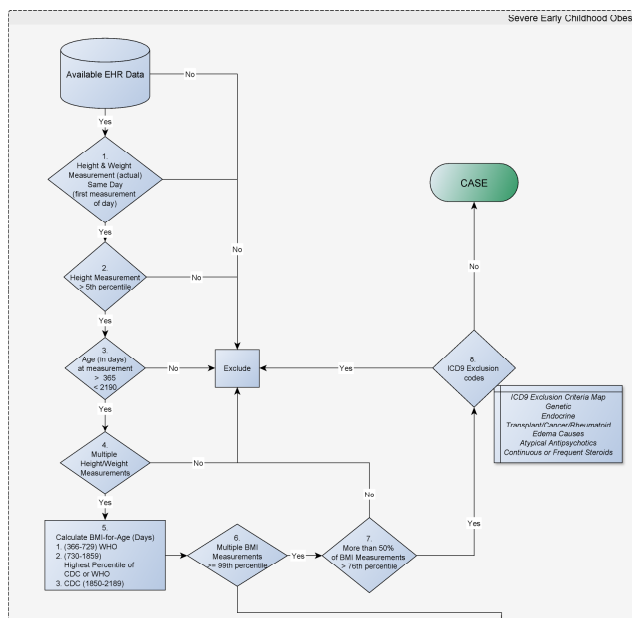 Severe Early Childhood Obes
Available EHR Data
No
Yes
1.
Height & Weight
Measurement (actual)
Same Day
(first measurement
of day)
CASE
Yes
No
No
2.
Height Measurement
> 5th percentile
No
Yes
3.
Age (in days)
at measurement
> 365
< 2190
No
Exclude
Yes
8.
ICD9 Exclusion
codes
Yes
ICD9 Exclusion Criteria Map
Genetic
Endocrine
Transplant/Cancer/Rheumatoid
Edema Causes
Atypical Antipsychotics
Continuous or Frequent Steroids
4.
Multiple
Height/Weight
Measurements
No
Yes
No
Yes
5.
Calculate BMI-for-Age (Days)
1. (366-729) WHO
2. (730-1859)
Highest Percentile of
CDC or WHO
3. CDC (1850-2189)
6.
Multiple BMI
Measurements
>= 99th percentile
Yes
7.
More than 50%
of BMI Measurements
> 76th percentile